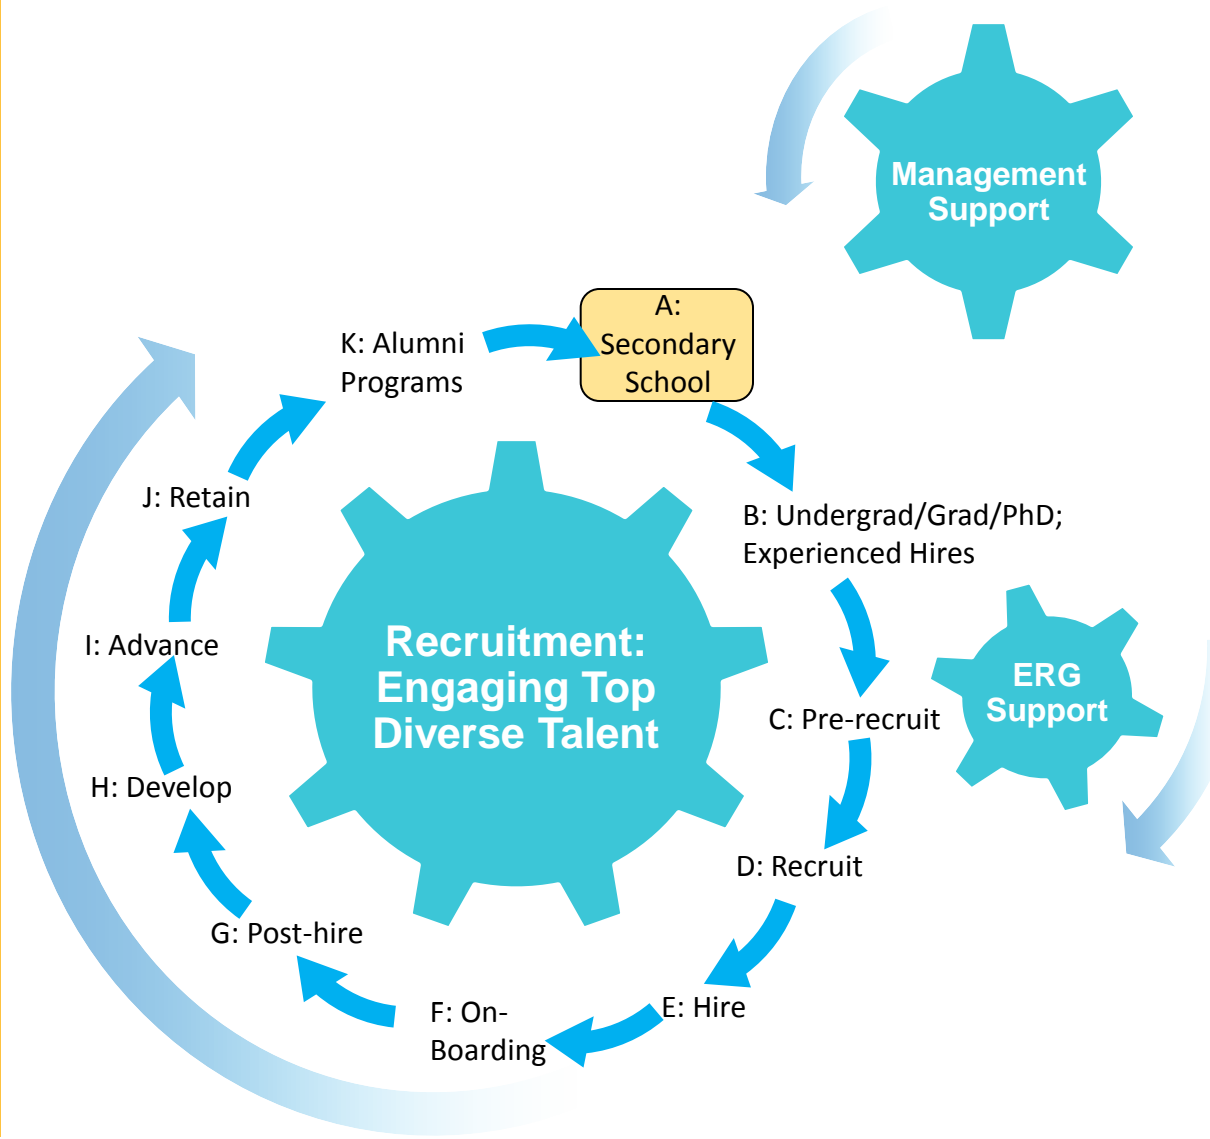 Management
Support
A:
Secondary
School
K: Alumni
Programs
J: Retain
B: Undergrad/Grad/PhD;
Experienced Hires
Recruitment:
Engaging Top
Diverse Talent
I: Advance
ERG
Support
C: Pre-recruit
H: Develop
D: Recruit
G: Post-hire
E: Hire
F: On-
Boarding